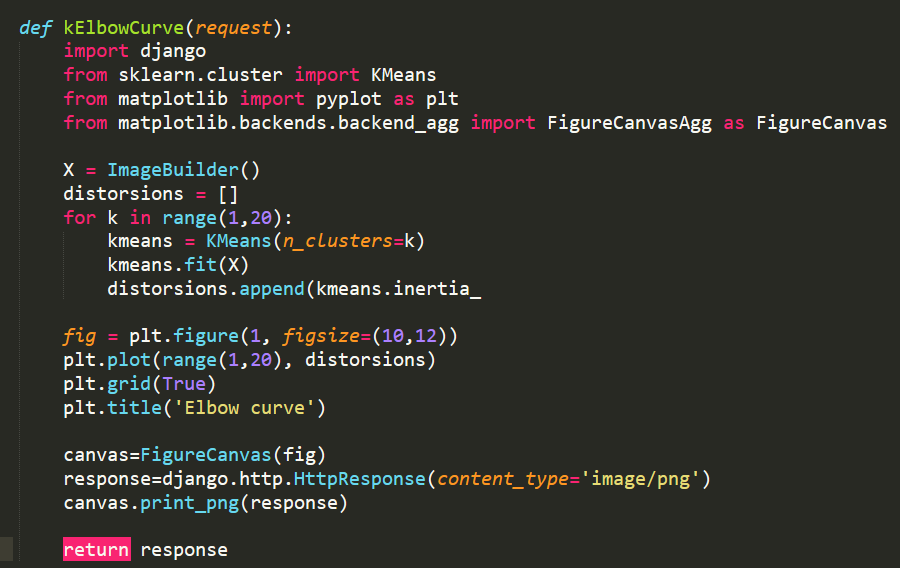 def kElbowCurve(request):
    import django
    from sklearn.cluster import KMeans
    from matplotlib import pyplot as plt
    from matplotlib.backends.backend_agg import FigureCanvasAgg as FigureCanvas

    X = ImageBuilder()
    distorsions = []
    for k in range(1,20):
        kmeans = KMeans(n_clusters=k)
        kmeans.fit(X)
        distorsions.append(kmeans.inertia_

    fig = plt.figure(1, figsize=(10,12))
    plt.plot(range(1,20), distorsions)
    plt.grid(True)
    plt.title('Elbow curve')

    canvas=FigureCanvas(fig)
    response=django.http.HttpResponse(content_type='image/png')
    canvas.print_png(response)

    return response